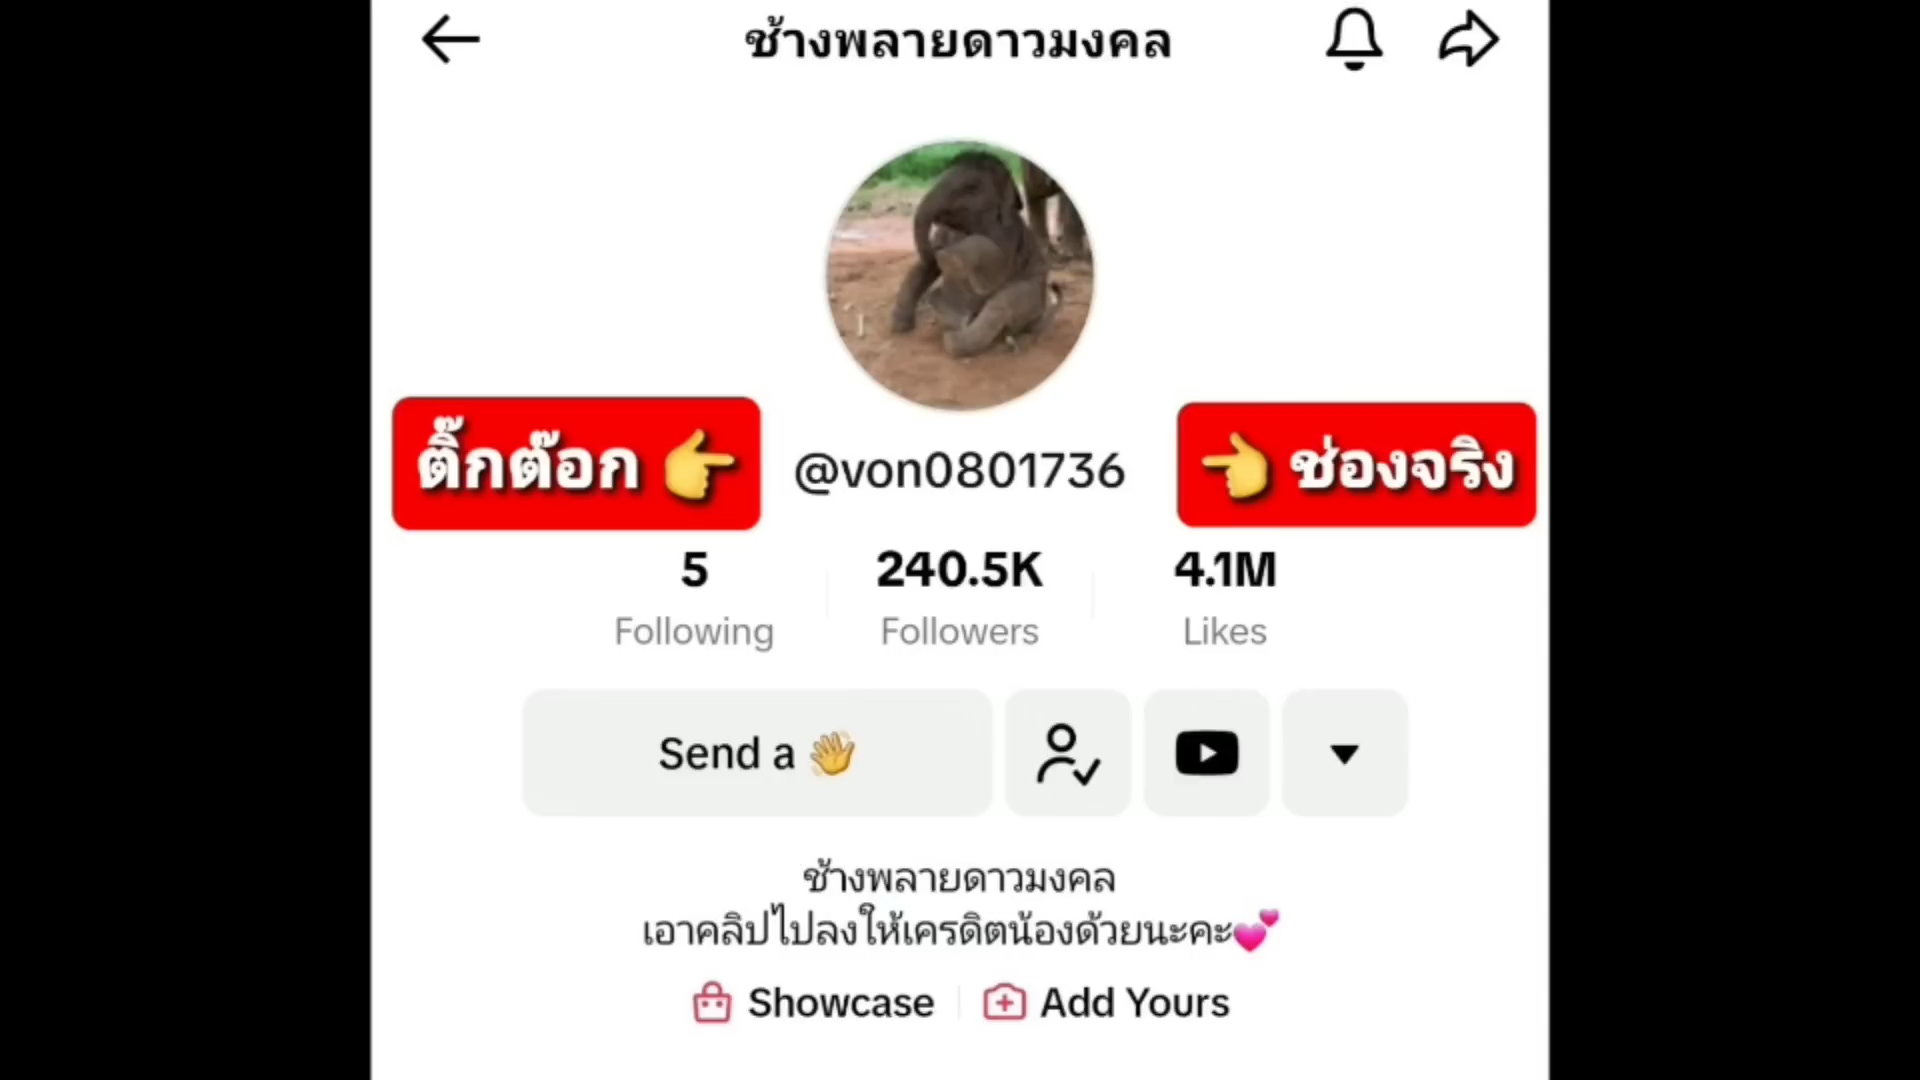 ช้างพลายดาวมงคล
ติ๊กต๊อก 👉
@von0801736
👈 ช่องจริง
5
Following
240.5K
Followers
4.1M
Likes
Send a 👋
ช้างพลายดาวมงคล
เอาคลิปไปลงให้เครดิตน้องด้วยนะคะ💕
Showcase
Add Yours